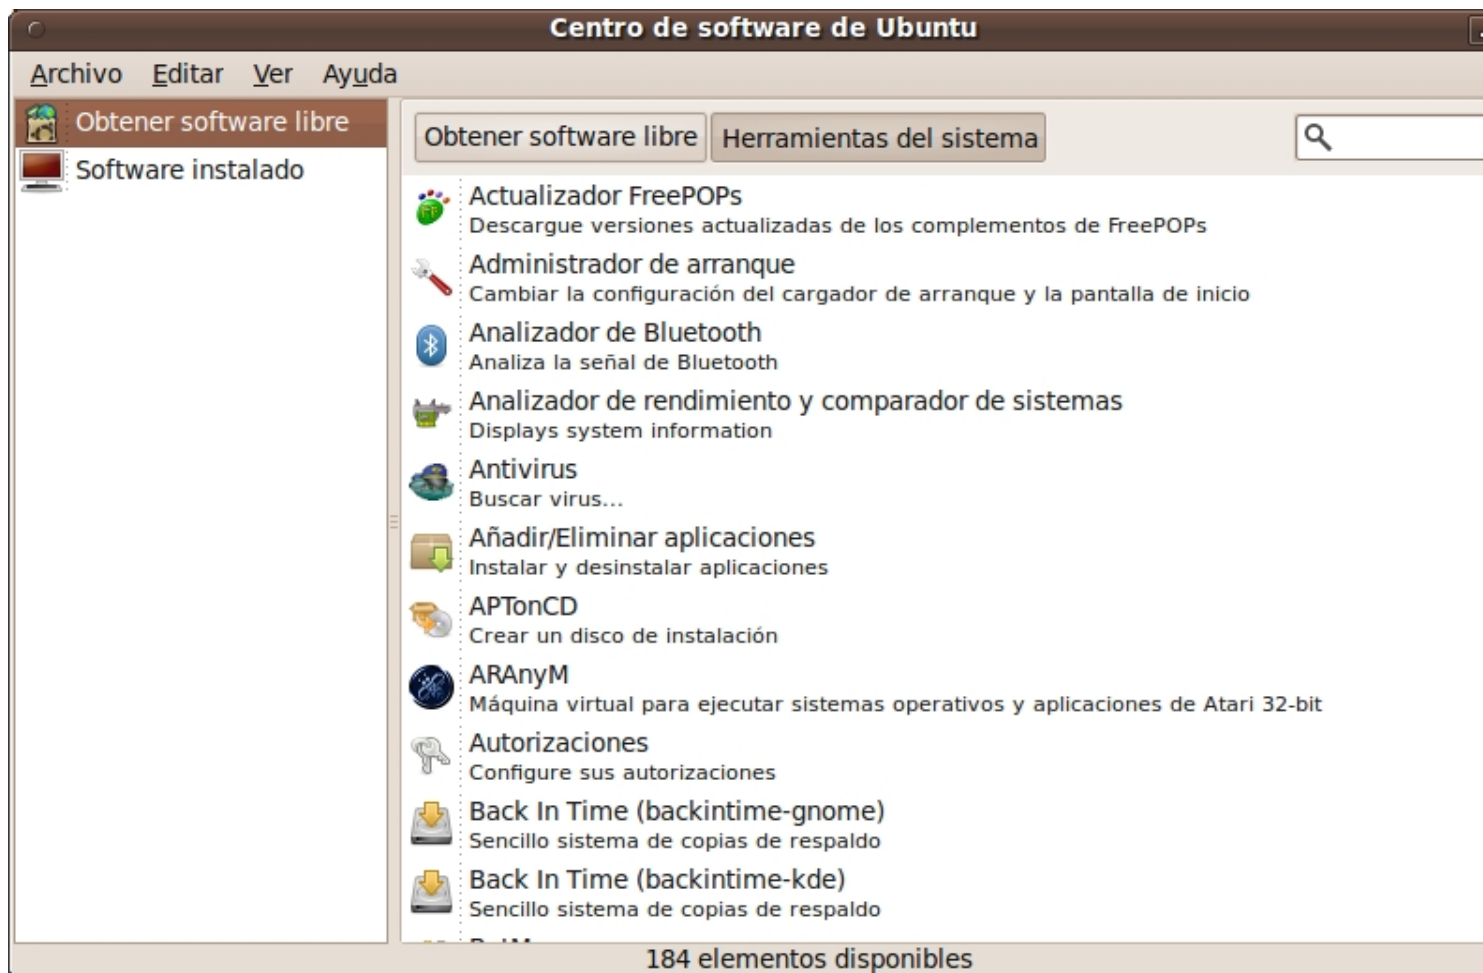 Centro de software de Ubuntu
Archivo Editar Ver Ayuda
Obtener software libre
Software instalado
Obtener software libre Herramientas del sistema
Actualizador FreePOPs
Descargue versiones actualizadas de los complementos de FreePOPs
Administrador de arranque
Cambiar la configuración del cargador de arranque y la pantalla de inicio
Analizador de Bluetooth
Analiza la señal de Bluetooth
Analizador de rendimiento y comparador de sistemas
Displays system information
Antivirus
Buscar virus...
Añadir/Eliminar aplicaciones
Instalar y desinstalar aplicaciones
APTonCD
Crear un disco de instalación
ARAnyM
Máquina virtual para ejecutar sistemas operativos y aplicaciones de Atari 32-bit
Autorizaciones
Configure sus autorizaciones
Back In Time (backintime-gnome)
Sencillo sistema de copias de respaldo
Back In Time (backintime-kde)
Sencillo sistema de copias de respaldo
184 elementos disponibles